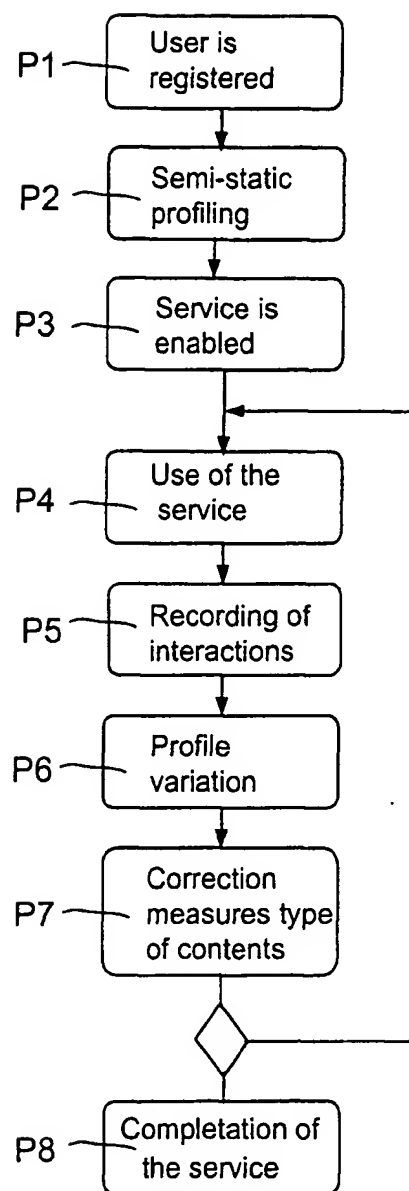 P1
User is
registered
P2
Semi-static
profiling
P3
Service is
enabled
P4
Use of the
service
P5
Recording of
interactions
P6
Profile
variation
P7
Correction
measures type
of contents
P8
Completation of
the service